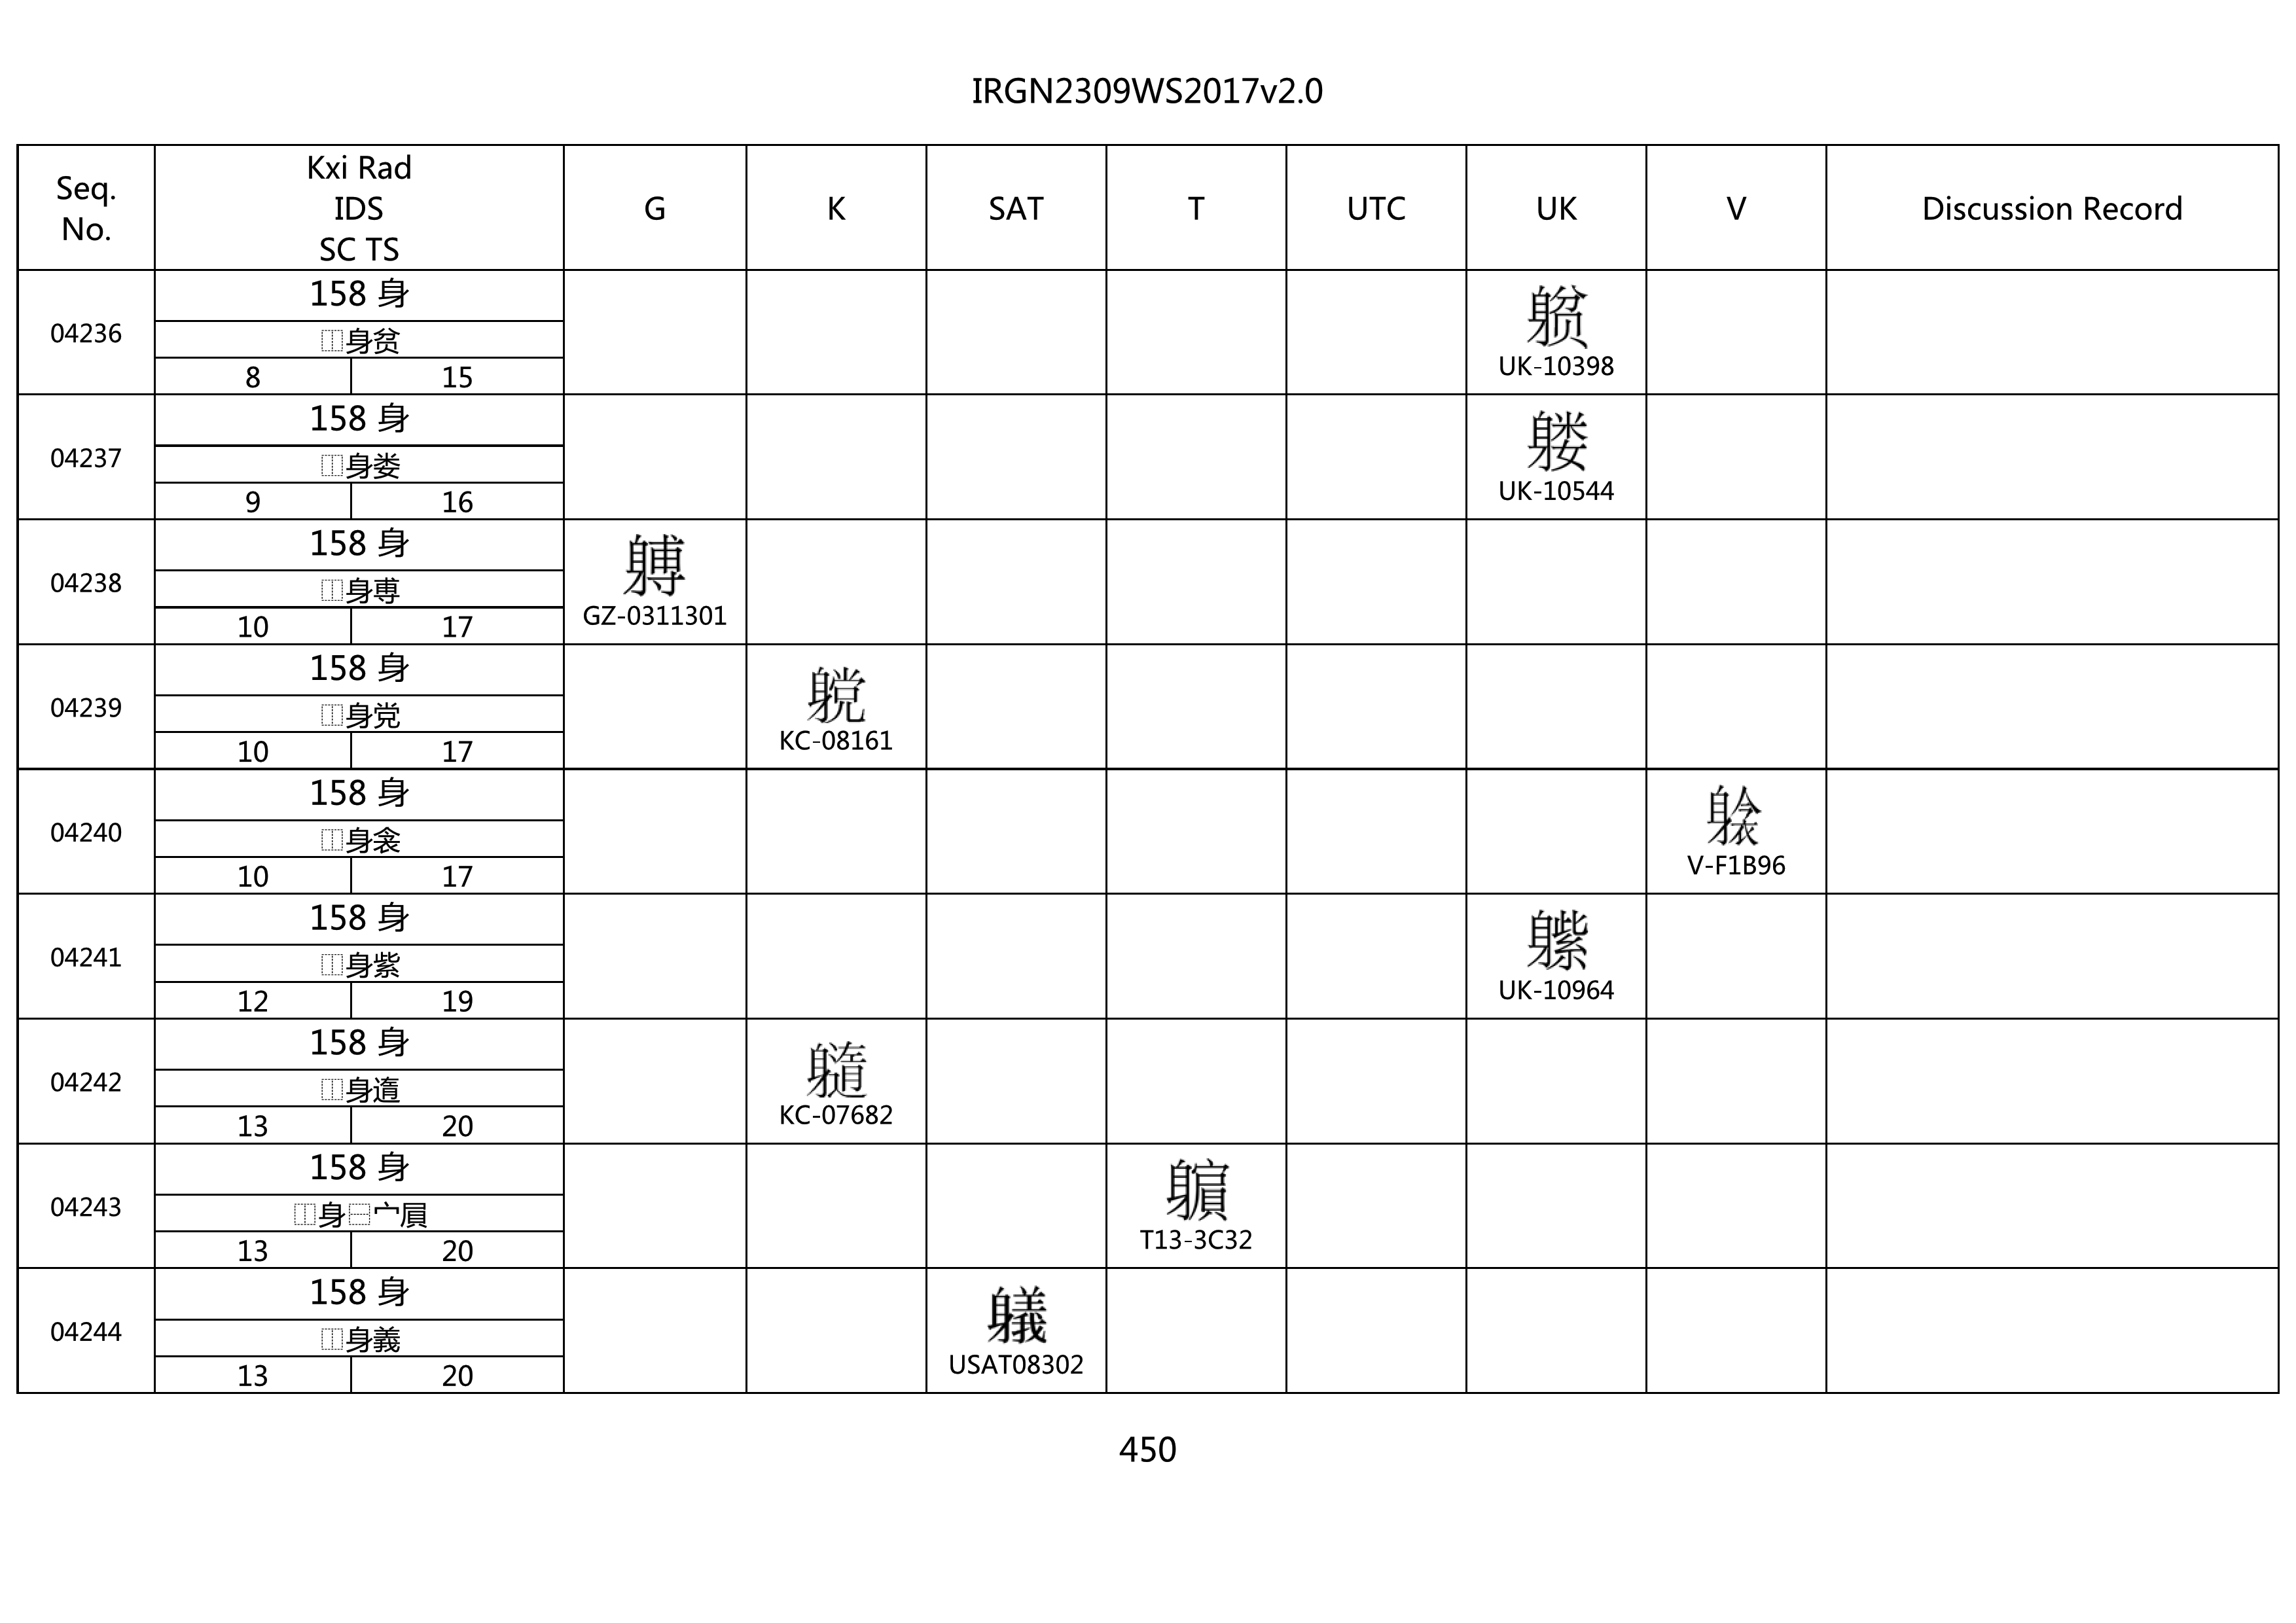 IRGN2309WS2017v2.0
Seq. No. Kxi Rad IDS SC TS G K SAT T UTC UK V Discussion Record
04236 158 身
⿰身贫
8 15
UK-10398
04237 158 身
⿰身娄
9 16
UK-10544
04238 158 身
⿰身尃
10 17
GZ-0311301
04239 158 身
⿰身党
10 17
KC-08161
04240 158 身
⿰身衾
10 17
V-F1B96
04241 158 身
⿰身紫
12 19
UK-10964
04242 158 身
⿰身遀
13 20
KC-07682
04243 158 身
13 20
T13-3C32
04244 158 身
⿰身義
13 20
USAT08302
450